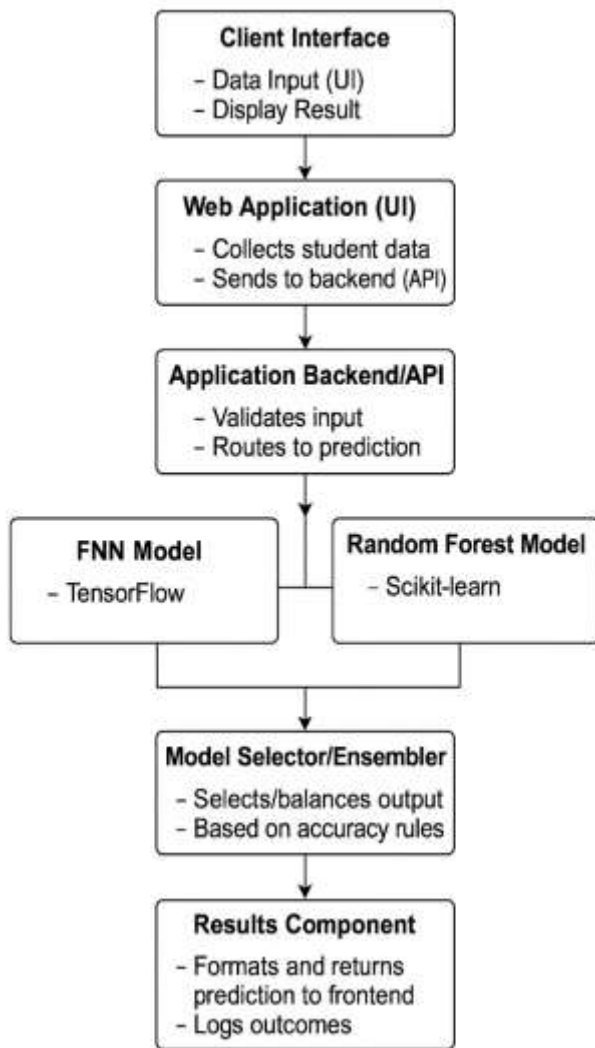 Client Interface
– Data Input (UI)
– Display Result
Web Application (UI)
– Collects student data
– Sends to backend (API)
Application Backend/API
– Validates input
– Routes to prediction
FNN Model
– TensorFlow
Random Forest Model
– Scikit-learn
Model Selector/Ensembler
– Selects/balances output
– Based on accuracy rules
Results Component
– Formats and returns
prediction to frontend
– Logs outcomes